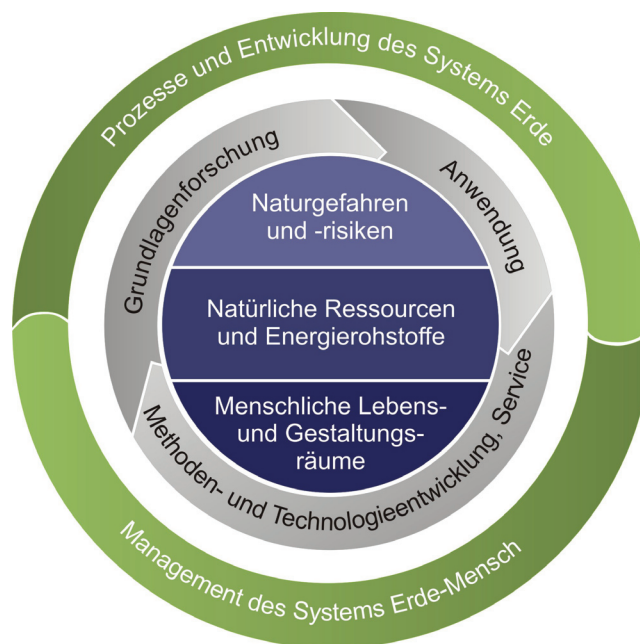 Prozesse und Entwicklung des Systems Erde
Grundlagenforschung
Anwendung
Naturgefahren
und -risiken
Natürliche Ressourcen
und Energierohstoffe
Menschliche Lebens-
und Gestaltungs-
räume
Methoden- und Technologieentwicklung, Service
Management des Systems Erde-Mensch